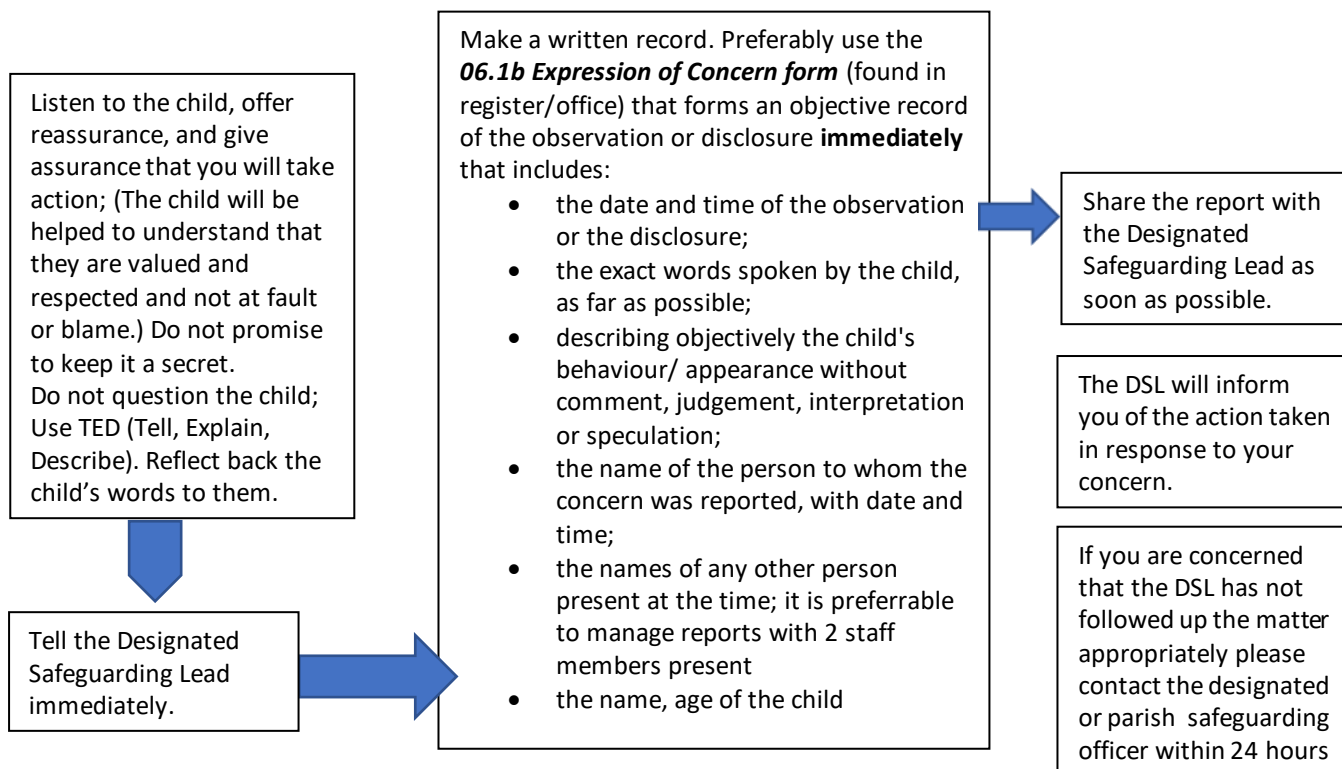 Listen to the child, offer
reassurance, and give
assurance that you will take
action; (The child will be
helped to understand that
they are valued and
respected and not at fault
or blame.) Do not promise
to keep it a secret.
Do not question the child;
Use TED (Tell, Explain,
Describe). Reflect back the
child’s words to them.
Tell the Designated
Safeguarding Lead
immediately.
Make a written record. Preferably use the
06.1b Expression of Concern form (found in
register/office) that forms an objective record
of the observation or disclosure immediately
that includes:
• the date and time of the observation
or the disclosure;
• the exact words spoken by the child,
as far as possible;
• describing objectively the child's
behaviour/ appearance without
comment, judgement, interpretation
or speculation;
• the name of the person to whom the
concern was reported, with date and
time;
• the names of any other person
present at the time; it is preferrable
to manage reports with 2 staff
members present
• the name, age of the child
Share the report with
the Designated
Safeguarding Lead as
soon as possible.
The DSL will inform
you of the action taken
in response to your
concern.
If you are concerned
that the DSL has not
followed up the matter
appropriately please
contact the designated
or parish safeguarding
officer within 24 hours